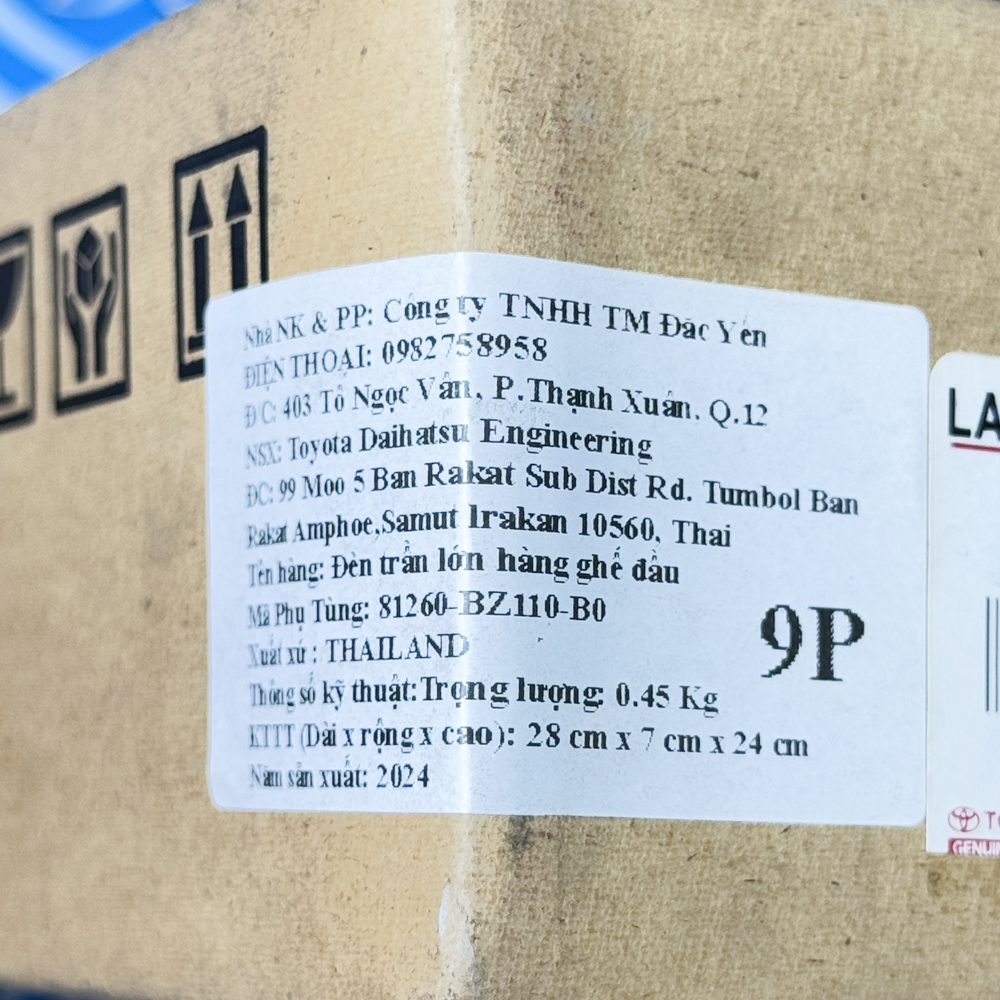 Nhà NK & PP: Công ty TNHH TM Đăc Yến
ĐIỆN THOẠI: 0982758958
ĐC: 403 Tô Ngọc Vân, P.Thạnh Xuân. Q.12
NSX: Toyota Daihatsu Engineering
ĐC: 99 Moo 5 Ban Rakat Sub Dist Rd. Tumbol Ban
Rakat Amphoe,Samut Irakan 10560, Thai
Tên hàng: Đèn trần lớn hàng ghế đầu
Mã Phụ Tùng: 81260-BZ110-B0
Xuất xứ : THAILAND
Thông số kỹ thuật:Trọng lượng: 0.45 Kg
KTTT (Dài x rộng x cao): 28 cm x 7 cm x 24 cm
Năm sản xuất: 2024
9P
LA